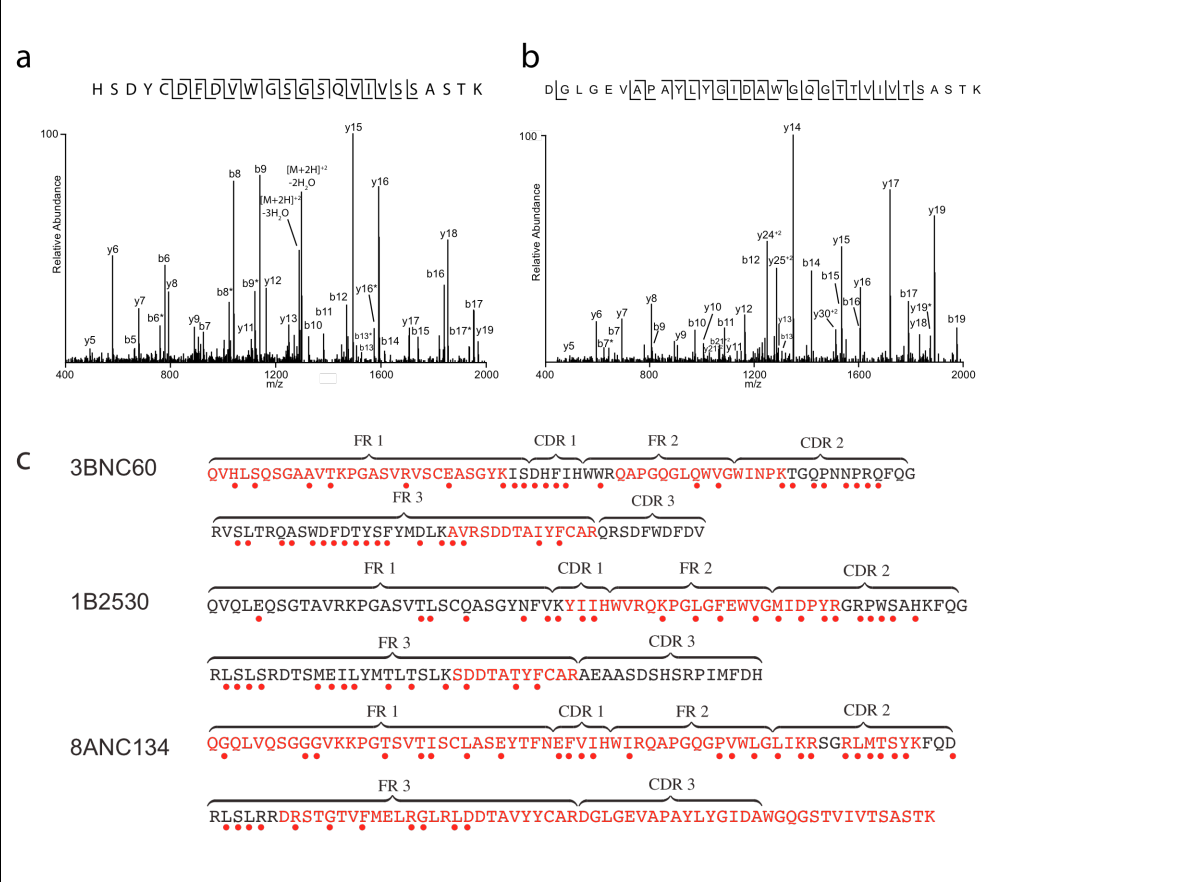 a
b
H S D Y C D F D V W G S G S Q V I V S S A S T K
D G L G E V A P A Y L Y G I D A W G Q G T T V I V T S A S T K
100
Relative Abundance
y5
y6
b5
y7
b6*
b6
y8
y9
b7
b8*
b8
y11
b9*
b9
y12
[M+2H]+2
-2H2O
[M+2H]+2
-3H2O
y13
b10
b11
b12
y15
b13*
b13
y16*
y16
b14
y17
b15
b16
y18
b17*
b17
y19
400 800 1200 1600 2000
m/z
100
Relative Abundance
y5
y6
b7*
b7
y7
y8
b9
y9
b10
y10
y21+2
b21+2
b11
y11
y12
b12
y24+2
y25+2
y13
b13
y14
b14
y30+2
b15
y15
b16
y16
y17
b17
y18
y19*
y19
b19
400 800 1200 1600 2000
m/z
c
FR 1 CDR 1 FR 2 CDR 2
3BNC60 QVHLSQSGAAVTKPGASVRVSCEASGYKISDHFIHWWRQAPGQGLQWVGWINPKTGQPNNPRQFQG
FR 3 CDR 3
RVSLTRQASWDFDTYSFYMDLKAVRSDDTAIYFCARQRSDFWDFDV
FR 1 CDR 1 FR 2 CDR 2
1B2530 QVQLEQSGTAVRKPGASVTLSCQASGYNFVKYIIHWVRQKPGLGFEWVGMIDPYRGRPWSAHKFQG
FR 3 CDR 3
RLSLSRDTSMEILYMTLTSLKSDDTATYFCARAEAASDSHSRPIMFDH
FR 1 CDR 1 FR 2 CDR 2
8ANC134 QGQLVQSGGGVKKPGTSVTISCLASEYTFNEFVIHWIRQAPGQGPVWLGLIKRSGRLMTSYKFQD
FR 3 CDR 3
RLSLRRDRSTGTVFMELRGLRLDDTAVYYCARDGLGEVAPAYLYGIDAWGQGSTVIVTSASTK